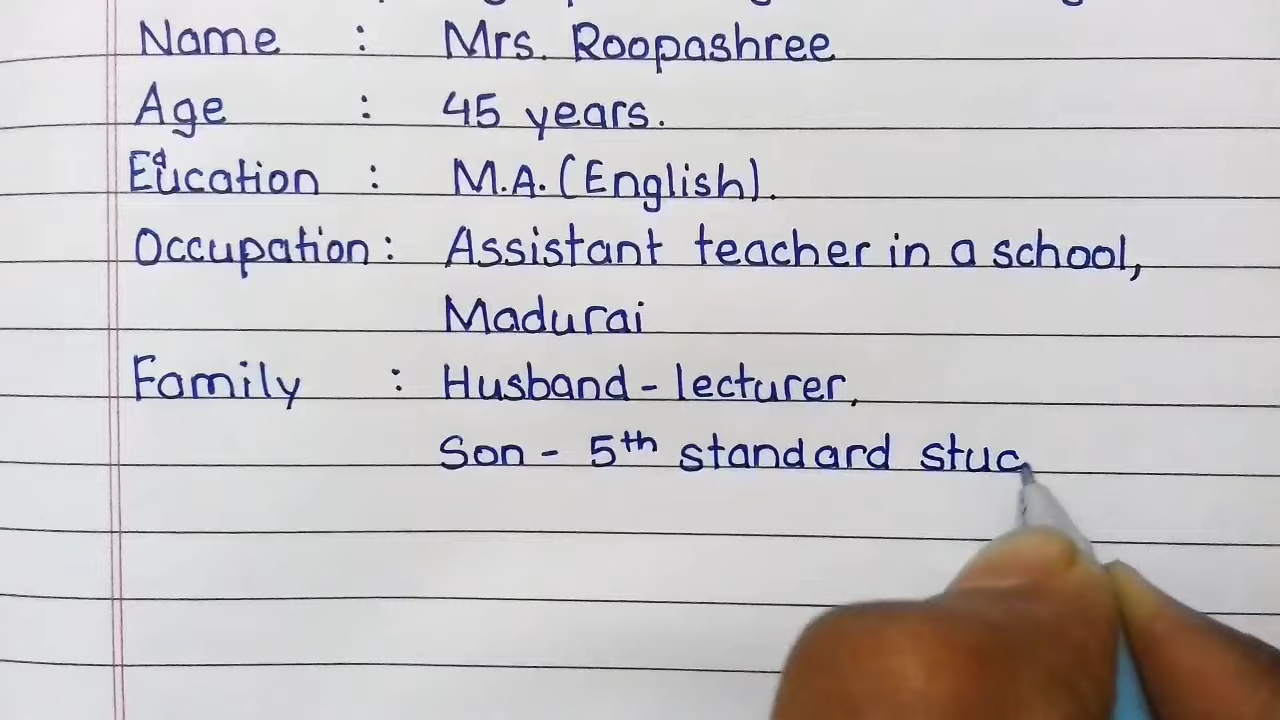 Name : Mrs. Roopashree
Age : 45 years.
Education : M.A. (English).
Occupation : Assistant teacher in a school,
Madurai
Family : Husband - lecturer,
Son - 5th standard